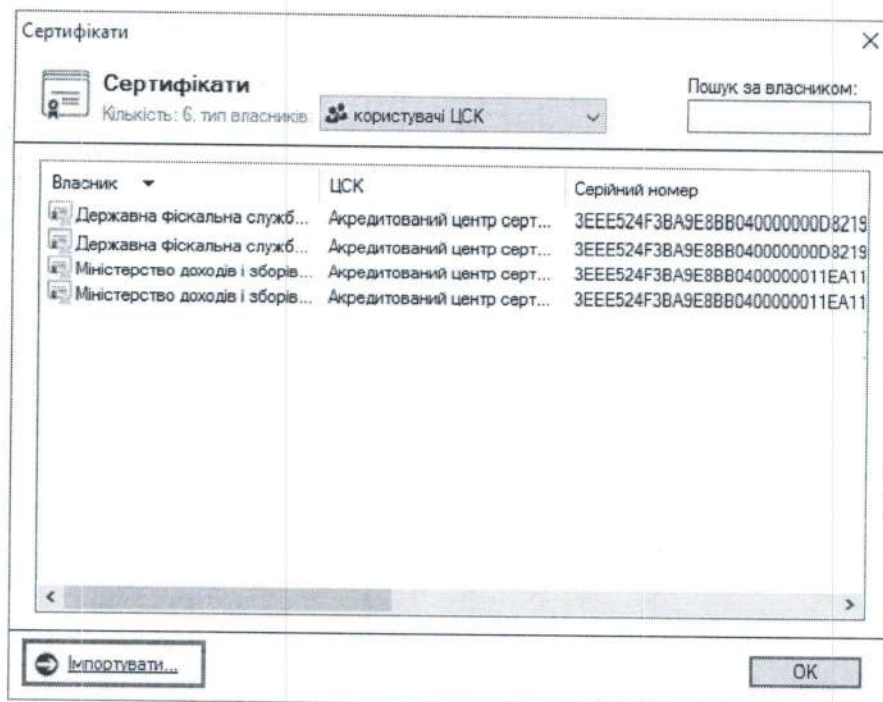 Сертифікати
Сертифікати
Кількість: 6. тип власників: користувачі ЦСК
Пошук за власником:
Власник ЦСК Серійний номер
Державна фіскальна служб... Акредитований центр серт... 3EEE524F3BA9E8BB040000000D8219
Державна фіскальна служб... Акредитований центр серт... 3EEE524F3BA9E8BB040000000D8219
Міністерство доходів і зборів... Акредитований центр серт... 3EEE524F3BA9E8BB0400000011EA11
Міністерство доходів і зборів... Акредитований центр серт... 3EEE524F3BA9E8BB0400000011EA11
Імпортувати...
OK